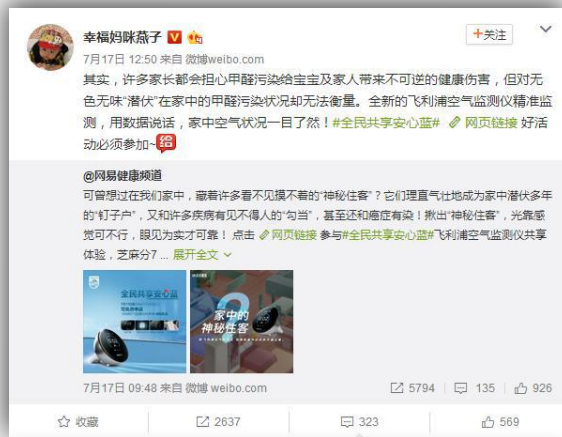 幸福妈咪燕子
+关注
7月17日 12:50 来自 微博weibo.com
其实，许多家长都会担心甲醛污染给宝宝及家人带来不可逆的健康伤害，但对无
色无味“潜伏”在家中的甲醛污染状况却无法衡量。全新的飞利浦空气监测仪精准监
测，用数据说话，家中空气状况一目了然！#全民共享安心蓝# 网页链接 好活
动必须参加~给
@网易健康频道
可曾想过在我们家中，藏着许多看不见摸不着的“神秘住客”？它们理直气壮地成为家中潜伏多年
的“钉子户”，又和许多疾病有见不得人的“勾当”，甚至还和癌症有染！揪出“神秘住客”，光靠感
觉可不行，眼见为实才可靠！ 点击 网页链接 参与#全民共享安心蓝#飞利浦空气监测仪共享
体验，芝麻分7 ... 展开全文
全民共享安心蓝
家中的
神秘住客
7月17日 09:48 来自 微博 weibo.com
5794 135 926
收藏 2637 323 569